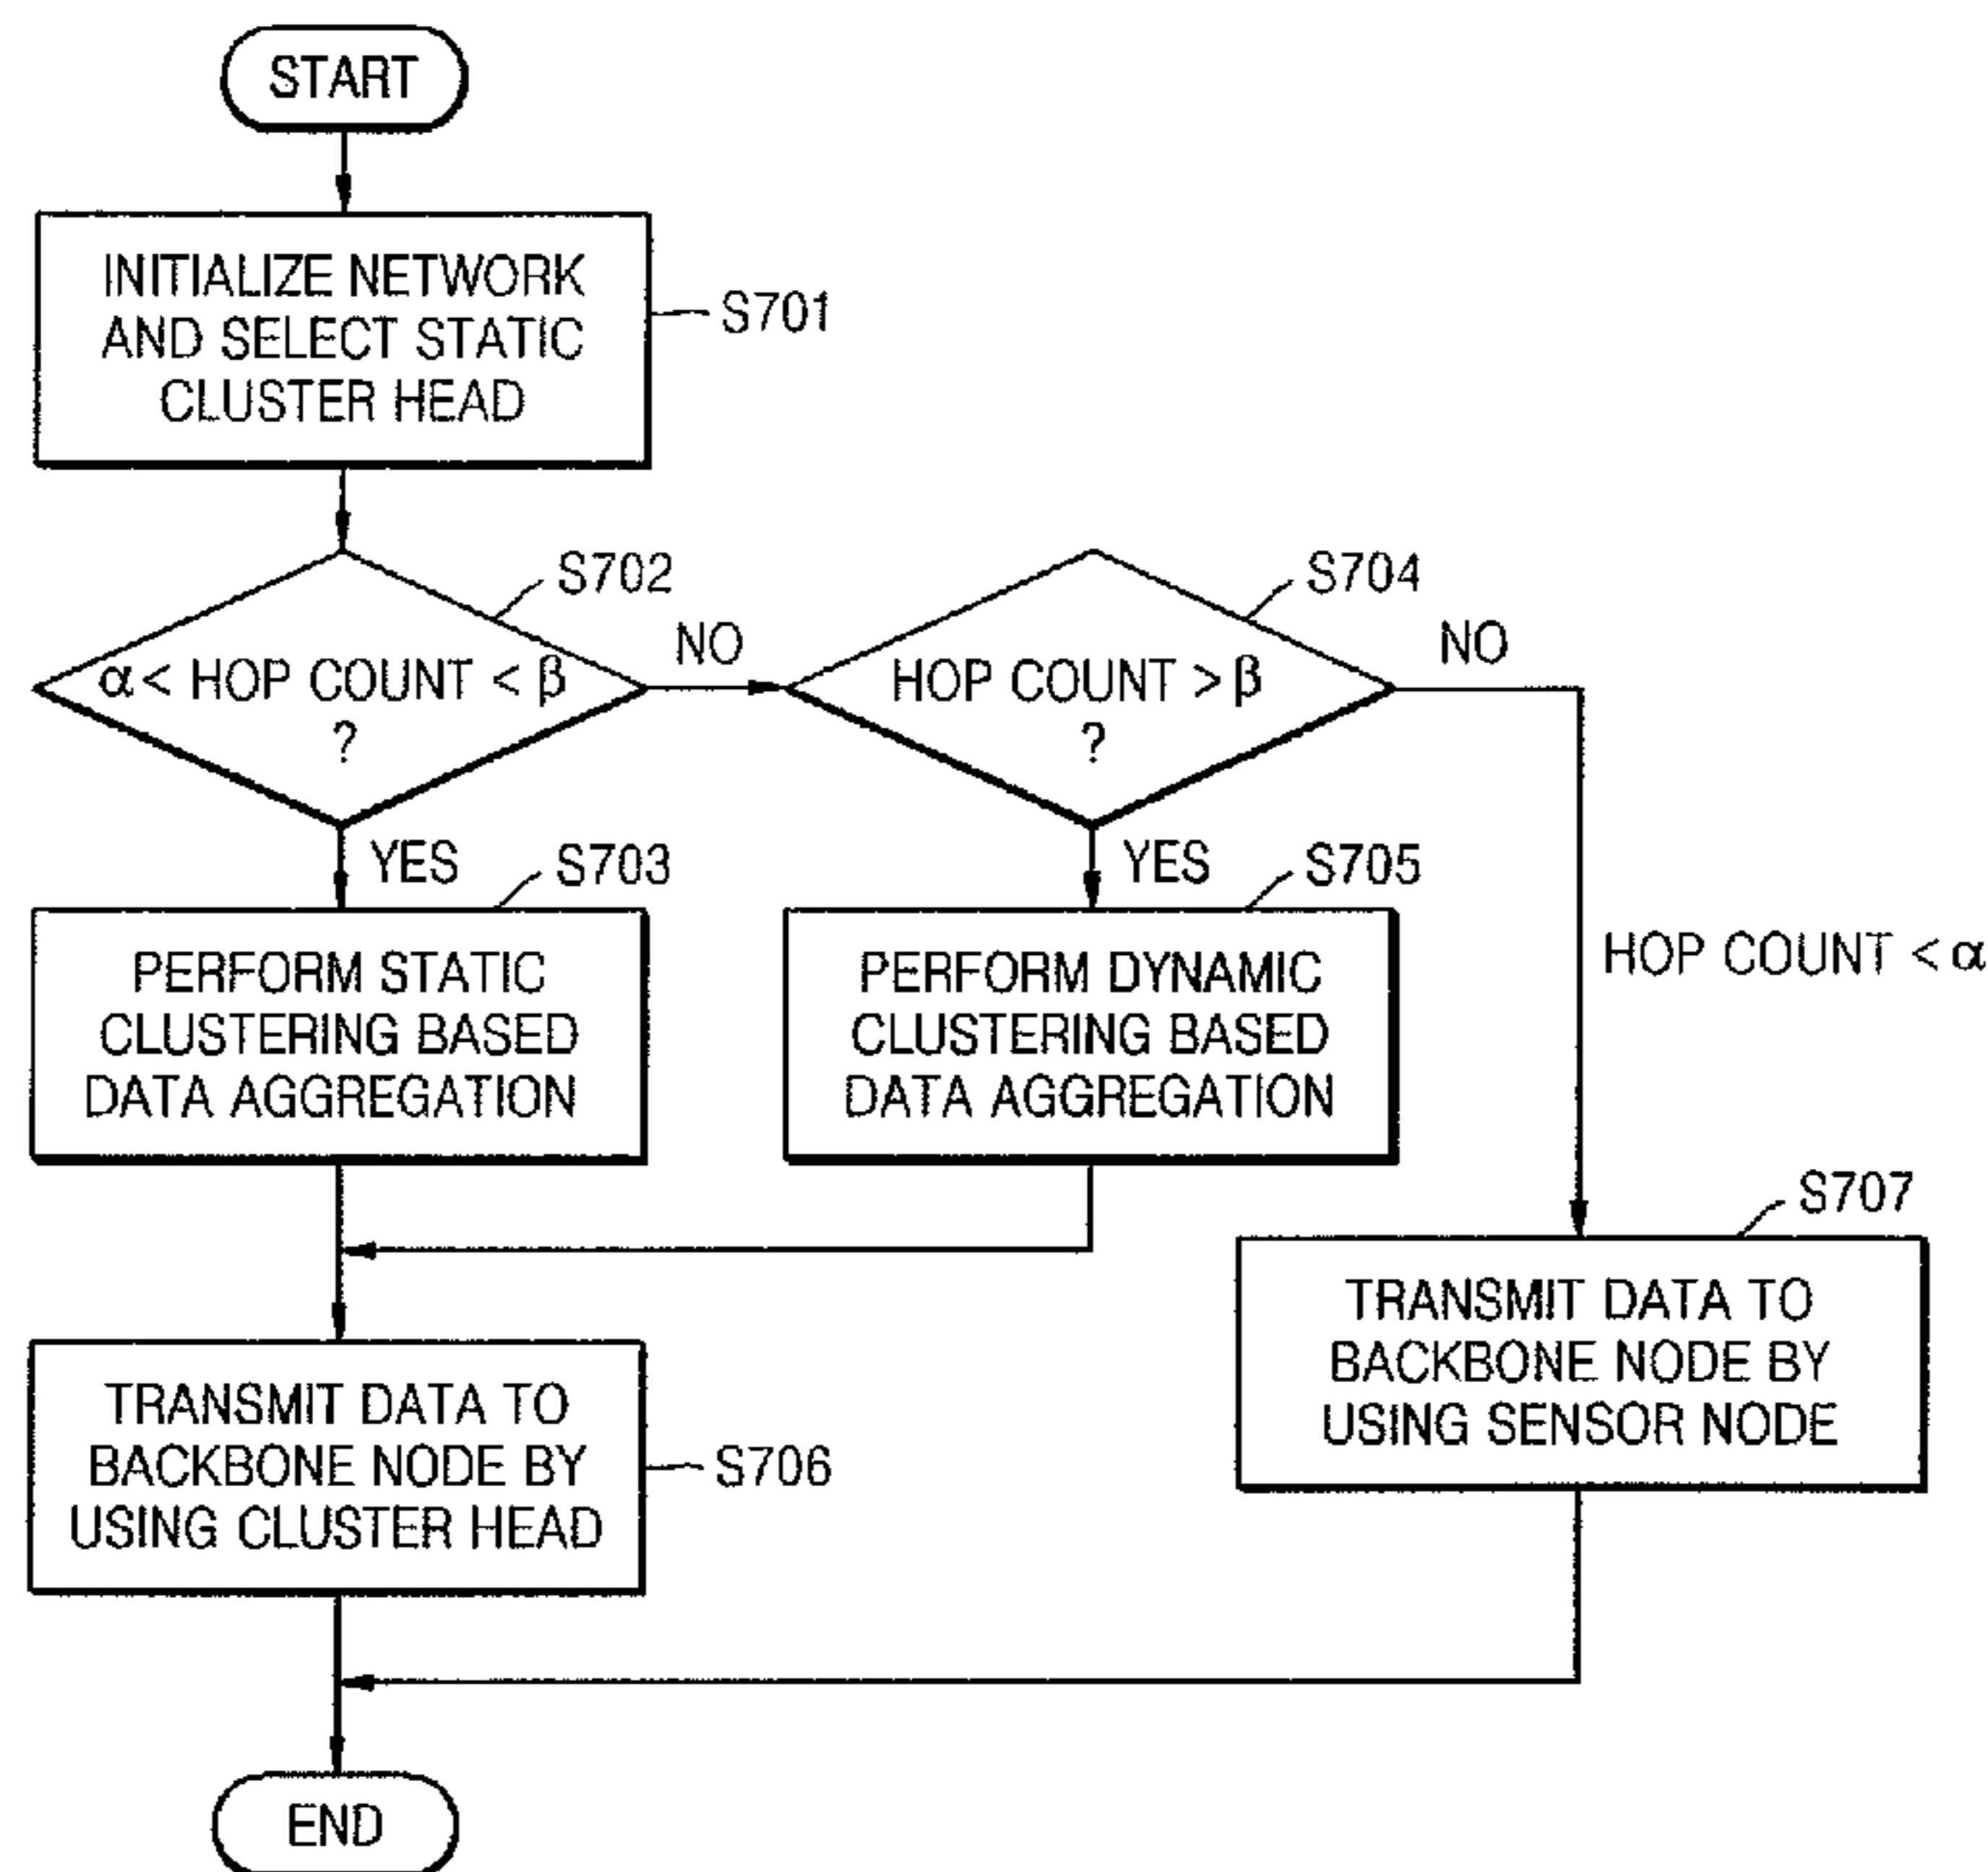 START
INITIALIZE NETWORK
AND SELECT STATIC
CLUSTER HEAD
S701
S702
α < HOP COUNT < β
?
NO
S704
HOP COUNT > β
?
NO
YES
S703
YES
S705
PERFORM STATIC
CLUSTERING BASED
DATA AGGREGATION
PERFORM DYNAMIC
CLUSTERING BASED
DATA AGGREGATION
HOP COUNT < α
S707
TRANSMIT DATA TO
BACKBONE NODE BY
USING SENSOR NODE
TRANSMIT DATA TO
BACKBONE NODE BY
USING CLUSTER HEAD
S706
END